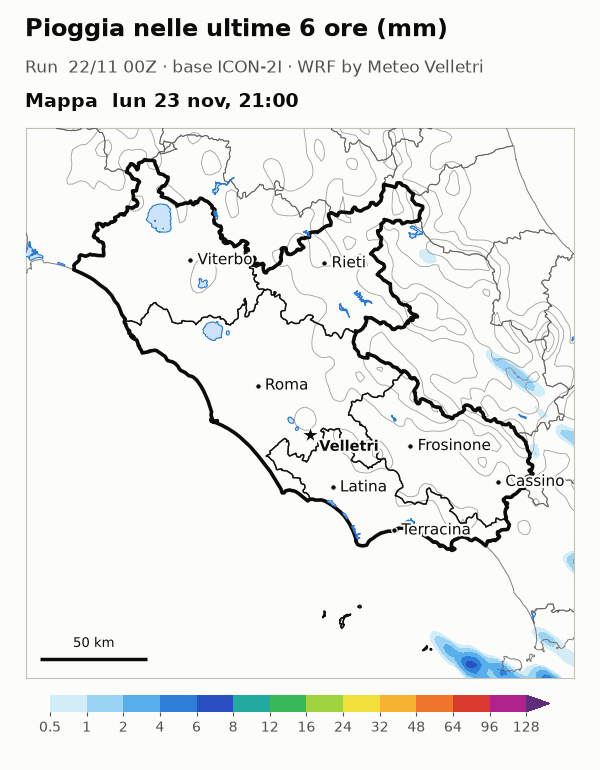 Pioggia nelle ultime 6 ore (mm)
Run  22/11 00Z · base ICON-2I · WRF by Meteo Velletri
Mappa  lun 23 nov, 21:00
Viterbo
Rieti
Roma
Velletri
Frosinone
Latina
Cassino
Terracina
50 km
0.5 1 2 4 6 8 12 16 24 32 48 64 96 128